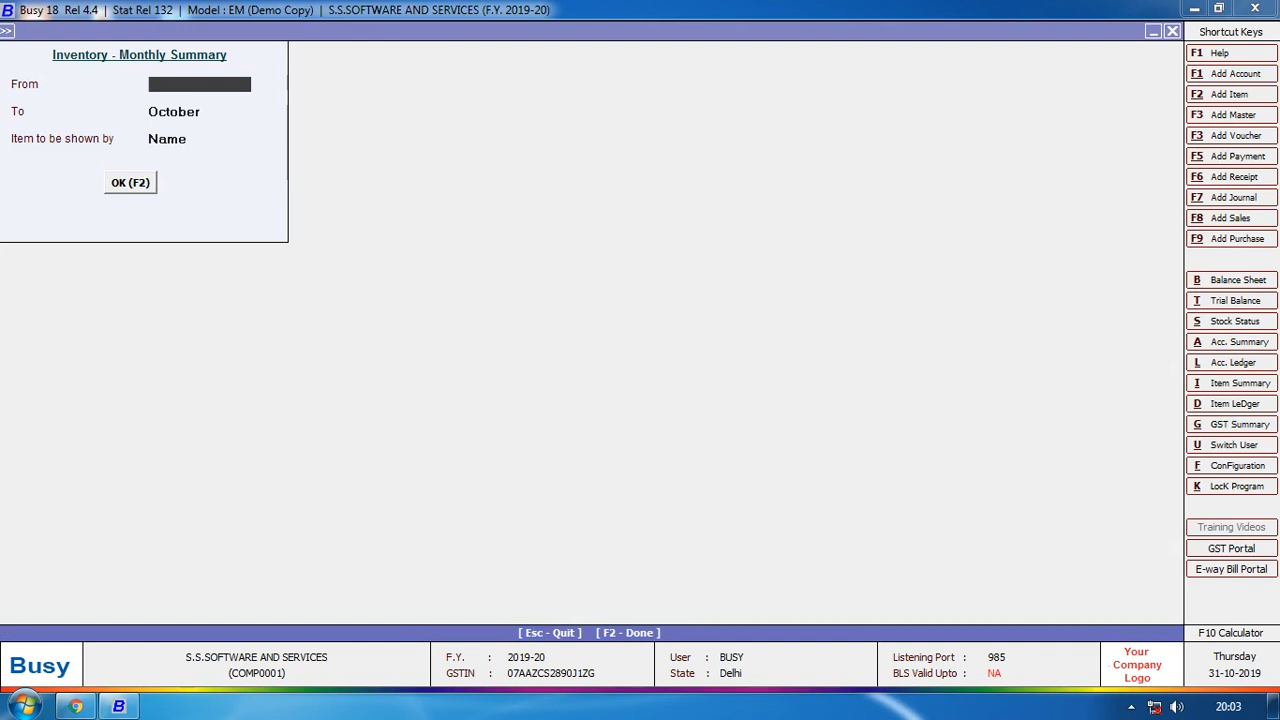 Busy 18 Rel 4.4 | Stat Rel 132 | Model : EM (Demo Copy) | S.S.SOFTWARE AND SERVICES (F.Y. 2019-20)
>>
Inventory - Monthly Summary
From
To October
Item to be shown by Name
OK (F2)
Shortcut Keys
F1 Help
F1 Add Account
F2 Add Item
F3 Add Master
F3 Add Voucher
F5 Add Payment
F6 Add Receipt
F7 Add Journal
F8 Add Sales
F9 Add Purchase
B Balance Sheet
T Trial Balance
S Stock Status
A Acc. Summary
L Acc. Ledger
I Item Summary
D Item LeDger
G GST Summary
U Switch User
F ConFiguration
K LocK Program
Training Videos
GST Portal
E-way Bill Portal
[ Esc - Quit ] [ F2 - Done ]
F10 Calculator
Busy
S.S.SOFTWARE AND SERVICES
(COMP0001)
F.Y. : 2019-20
GSTIN : 07AAZCS2890J1ZG
User : BUSY
State : Delhi
Listening Port : 985
BLS Valid Upto : NA
Your
Company
Logo
Thursday
31-10-2019
20:03